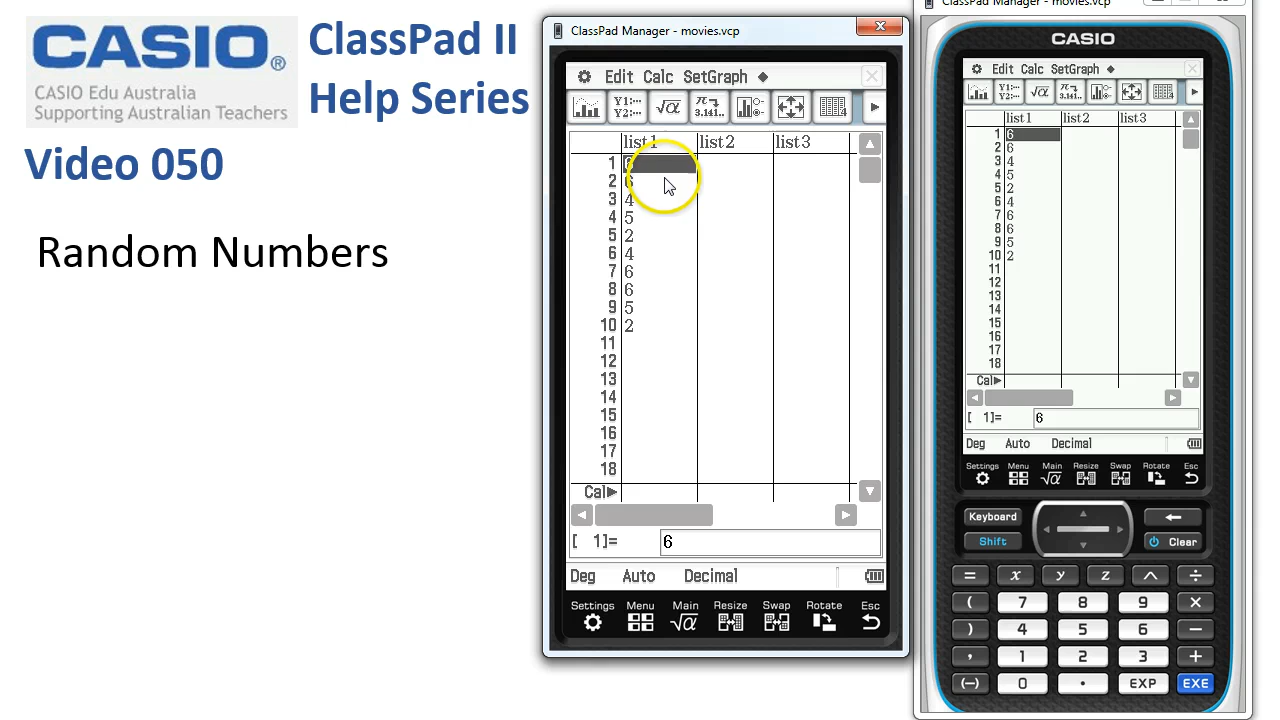 CASIO®
CASIO Edu Australia
Supporting Australian Teachers
ClassPad II
Help Series
Video 050
Random Numbers
ClassPad Manager - movies.vcp
Edit Calc SetGraph ◆
Y1:...
Y2:...
√α
list1 list2 list3
1 6
2 6
3 4
4 5
5 2
6 4
7 6
8 6
9 5
10 2
11
12
13
14
15
16
17
18
Cal▶
[ 1]= 6
Deg Auto Decimal
Settings Menu Main Resize Swap Rotate Esc
ClassPad Manager - movies.vcp
CASIO
Edit Calc SetGraph ◆
list1 list2 list3
1 6
2 6
3 4
4 5
5 2
6 4
7 6
8 6
9 5
10 2
11
12
13
14
15
16
17
18
Cal▶
[ 1]= 6
Deg Auto Decimal
Settings Menu Main Resize Swap Rotate Esc
Keyboard
Shift Clear
= x y z ^ ÷
( 7 8 9 ×
) 4 5 6 −
, 1 2 3 +
(−) 0 · EXP EXE